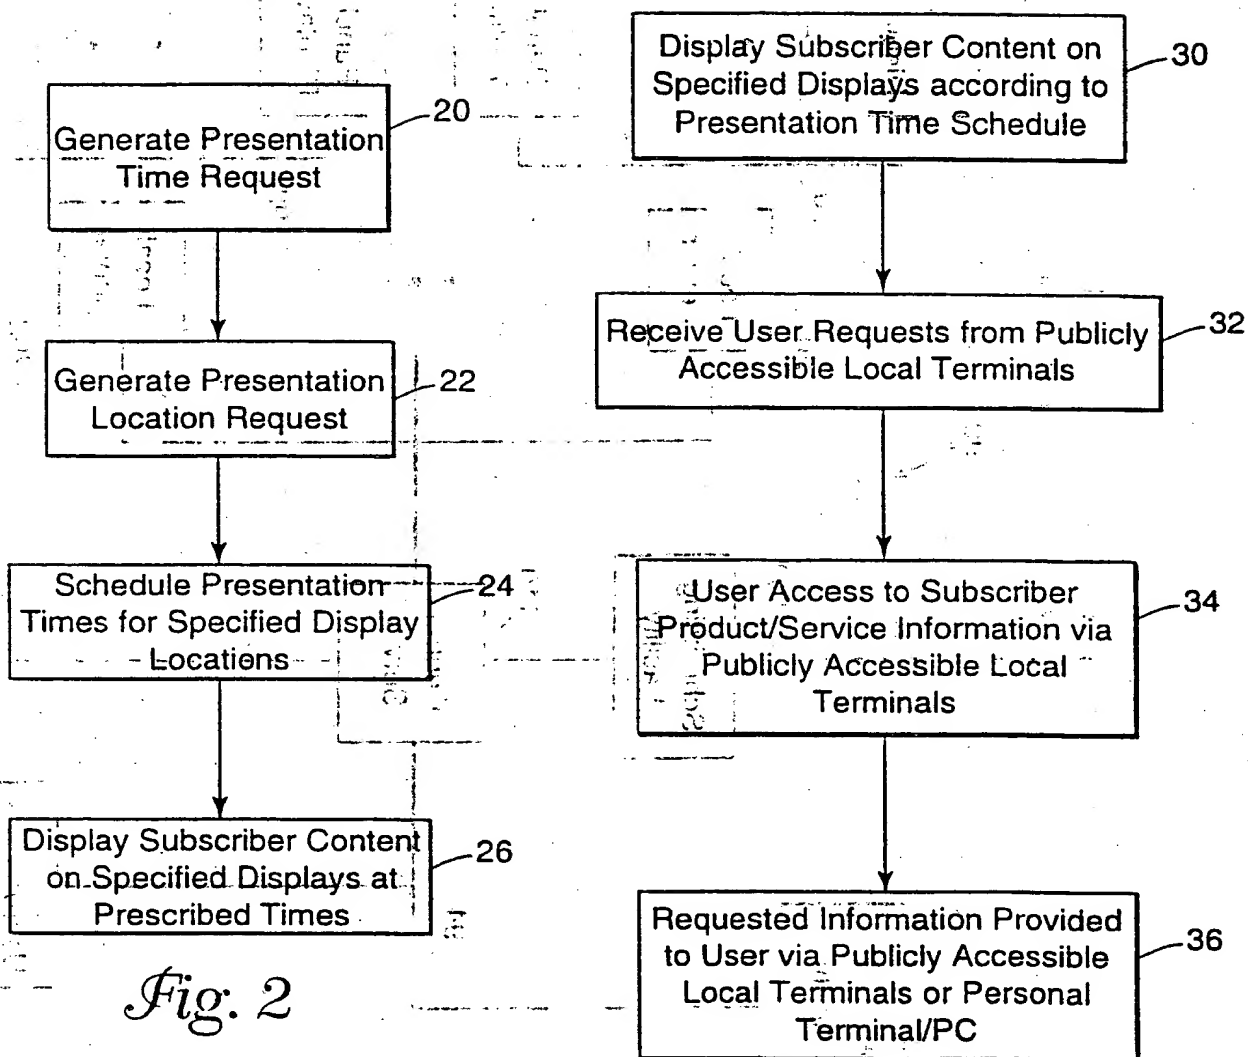 Generate Presentation
Time Request
20
Generate Presentation
Location Request
22
Schedule Presentation
Times for Specified Display
Locations
24
Display Subscriber Content
on Specified Displays at
Prescribed Times
26
Fig. 2
Display Subscriber Content on
Specified Displays according to
Presentation Time Schedule
30
Receive User Requests from Publicly
Accessible Local Terminals
32
User Access to Subscriber
Product/Service Information via
Publicly Accessible Local
Terminals
34
Requested Information Provided
to User via Publicly Accessible
Local Terminals or Personal
Terminal/PC
36